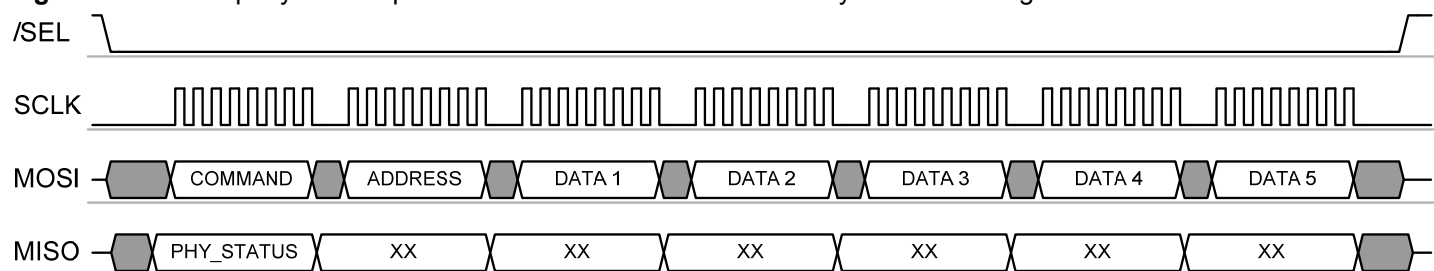 /SEL
SCLK
MOSI COMMAND ADDRESS DATA 1 DATA 2 DATA 3 DATA 4 DATA 5
MISO PHY_STATUS XX XX XX XX XX XX